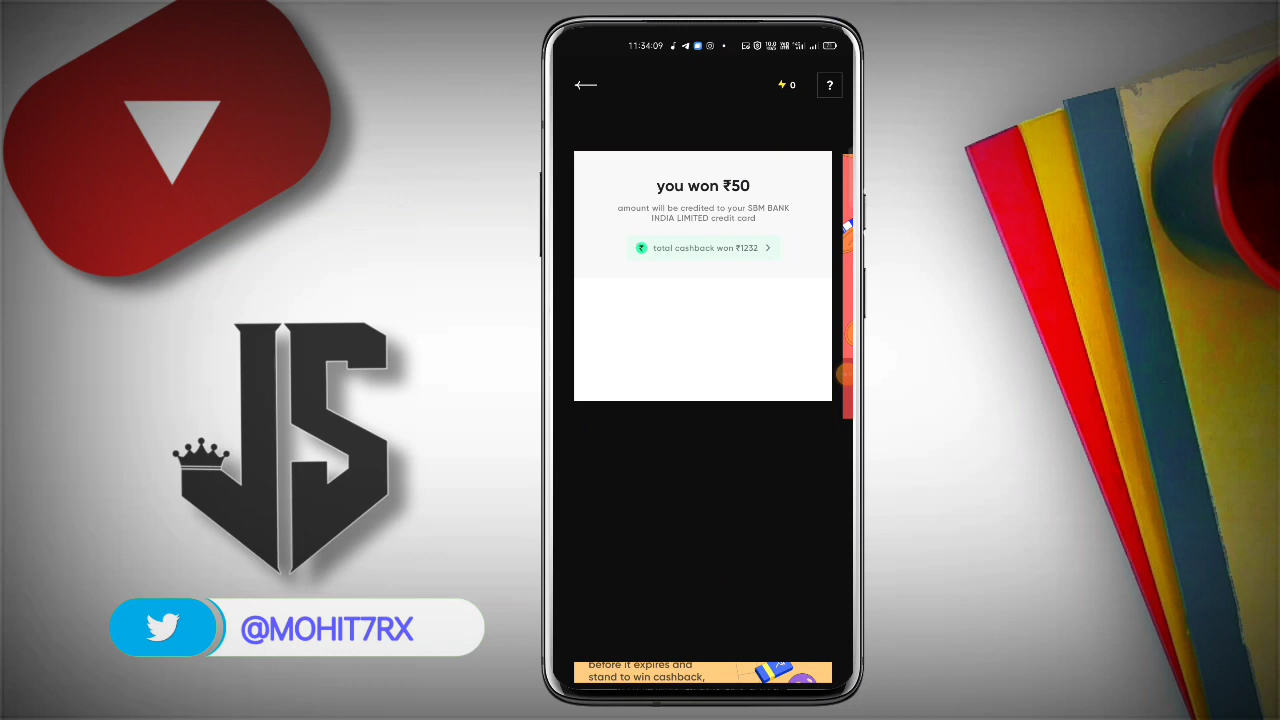 11:34:09
0
?
you won ₹50
amount will be credited to your SBM BANK
INDIA LIMITED credit card
total cashback won ₹1232
JS
@MOHIT7RX
before it expires and
stand to win cashback,